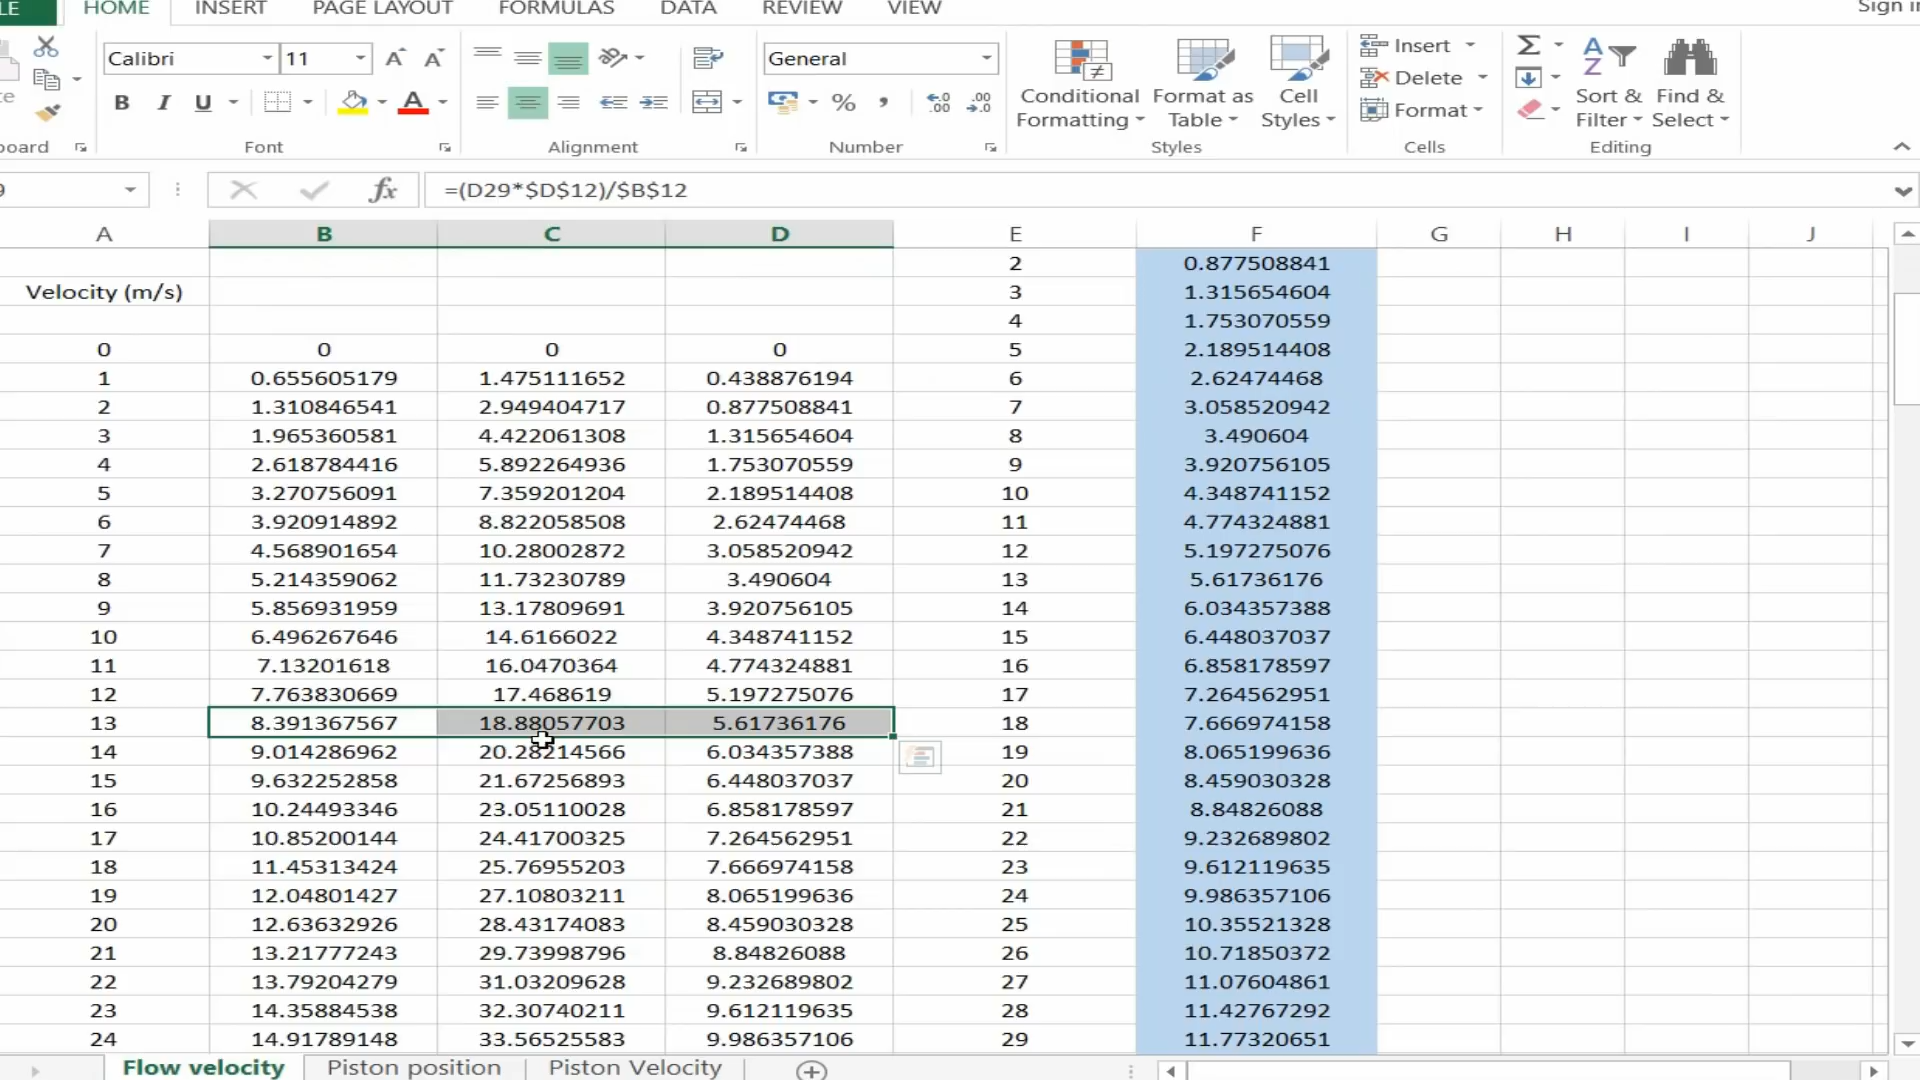 LE HOME INSERT PAGE LAYOUT FORMULAS DATA REVIEW VIEW Sign in
Calibri 11 General Insert
Conditional Formatting Format as Table Cell Styles Delete Sort & Filter Find & Select
B I U % Format
board Font Alignment Number Styles Cells Editing
9 fx =(D29*$D$12)/$B$12
A B C D E F G H I J
2 0.877508841
Velocity (m/s) 3 1.315654604
4 1.753070559
0 0 0 0 5 2.189514408
1 0.655605179 1.475111652 0.438876194 6 2.62474468
2 1.310846541 2.949404717 0.877508841 7 3.058520942
3 1.965360581 4.422061308 1.315654604 8 3.490604
4 2.618784416 5.892264936 1.753070559 9 3.920756105
5 3.270756091 7.359201204 2.189514408 10 4.348741152
6 3.920914892 8.822058508 2.62474468 11 4.774324881
7 4.568901654 10.28002872 3.058520942 12 5.197275076
8 5.214359062 11.73230789 3.490604 13 5.61736176
9 5.856931959 13.17809691 3.920756105 14 6.034357388
10 6.496267646 14.6166022 4.348741152 15 6.448037037
11 7.13201618 16.0470364 4.774324881 16 6.858178597
12 7.763830669 17.468619 5.197275076 17 7.264562951
13 8.391367567 18.88057703 5.61736176 18 7.666974158
14 9.014286962 20.28214566 6.034357388 19 8.065199636
15 9.632252858 21.67256893 6.448037037 20 8.459030328
16 10.24493346 23.05110028 6.858178597 21 8.84826088
17 10.85200144 24.41700325 7.264562951 22 9.232689802
18 11.45313424 25.76955203 7.666974158 23 9.612119635
19 12.04801427 27.10803211 8.065199636 24 9.986357106
20 12.63632926 28.43174083 8.459030328 25 10.35521328
21 13.21777243 29.73998796 8.84826088 26 10.71850372
22 13.79204279 31.03209628 9.232689802 27 11.07604861
23 14.35884538 32.30740211 9.612119635 28 11.42767292
24 14.91789148 33.56525583 9.986357106 29 11.77320651
Flow velocity Piston position Piston Velocity